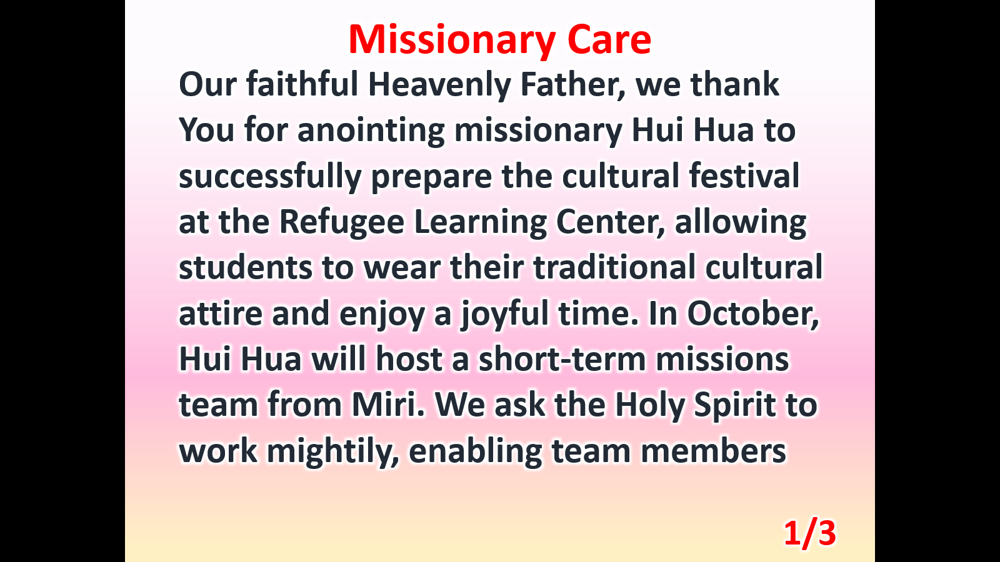 Missionary Care
Our faithful Heavenly Father, we thank
You for anointing missionary Hui Hua to
successfully prepare the cultural festival
at the Refugee Learning Center, allowing
students to wear their traditional cultural
attire and enjoy a joyful time. In October,
Hui Hua will host a short-term missions
team from Miri. We ask the Holy Spirit to
work mightily, enabling team members
1/3